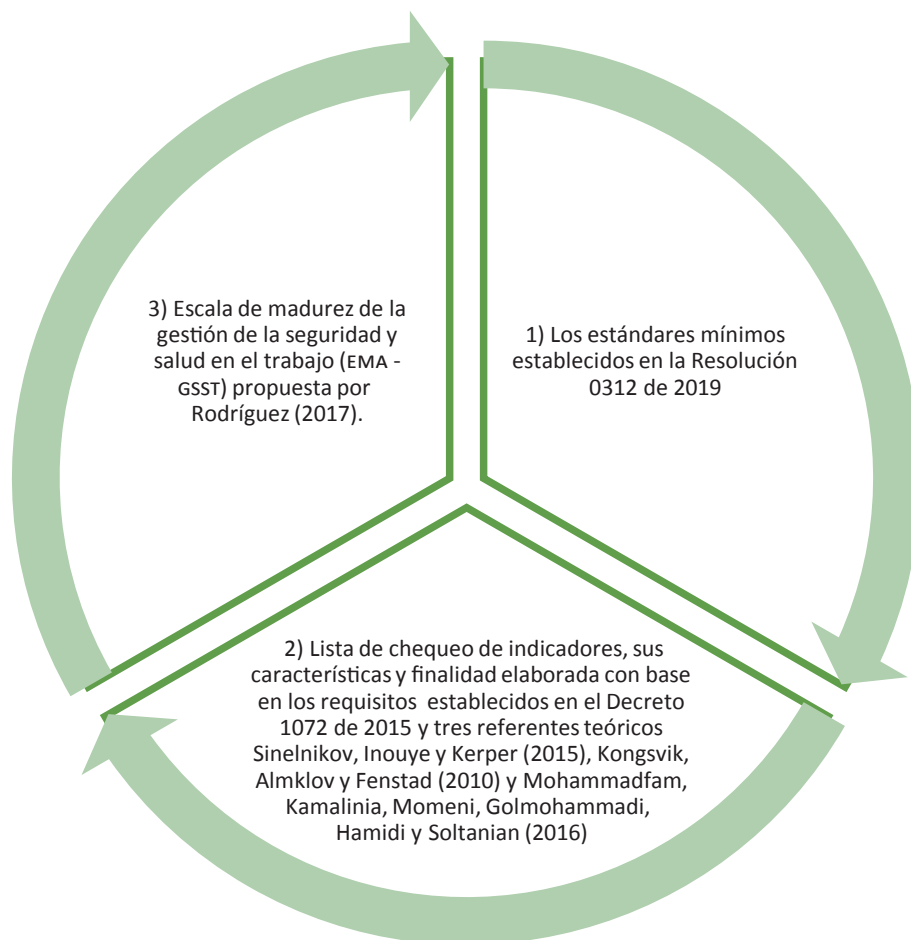 1) Los estándares mínimos
establecidos en la Resolución
0312 de 2019
2) Lista de chequeo de indicadores, sus
características y finalidad elaborada con base
en los requisitos establecidos en el Decreto
1072 de 2015 y tres referentes teóricos
Sinelnikov, Inouye y Kerper (2015), Kongsvik,
Almklov y Fenstad (2010) y Mohammadfam,
Kamalinia, Momeni, Golmohammadi,
Hamidi y Soltanian (2016)
3) Escala de madurez de la
gestión de la seguridad y
salud en el trabajo (EMA -
GSST) propuesta por
Rodríguez (2017).